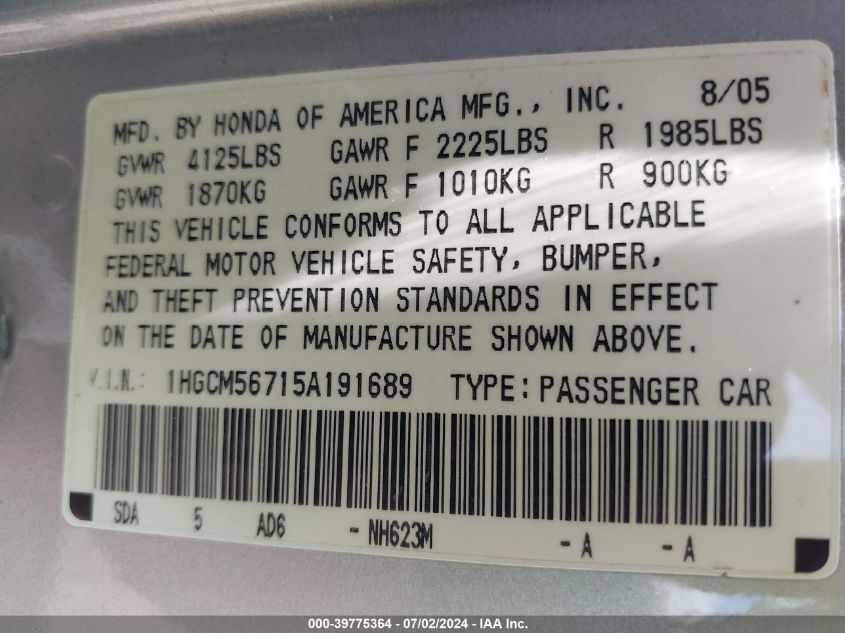 MFD. BY HONDA OF AMERICA MFG., INC. 8/05
GVWR 4125LBS GAWR F 2225LBS R 1985LBS
GVWR 1870KG GAWR F 1010KG R 900KG
THIS VEHICLE CONFORMS TO ALL APPLICABLE
FEDERAL MOTOR VEHICLE SAFETY, BUMPER,
AND THEFT PREVENTION STANDARDS IN EFFECT
ON THE DATE OF MANUFACTURE SHOWN ABOVE.
V.I.N.: 1HGCM56715A191689 TYPE: PASSENGER CAR
SDA 5 AD6 - NH623M - A - A
000-39775364 - 07/02/2024 - IAA Inc.